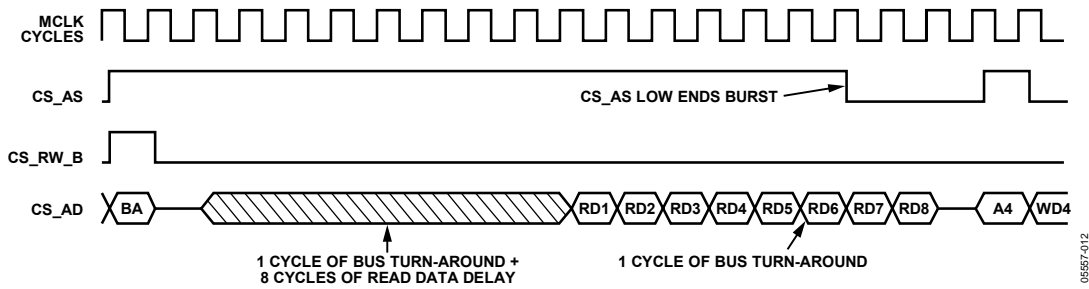 MCLK
CYCLES
CS_AS
CS_AS LOW ENDS BURST
CS_RW_B
CS_AD
BA
RD1
RD2
RD3
RD4
RD5
RD6
RD7
RD8
A4
WD4
1 CYCLE OF BUS TURN-AROUND +
8 CYCLES OF READ DATA DELAY
1 CYCLE OF BUS TURN-AROUND
05557-012